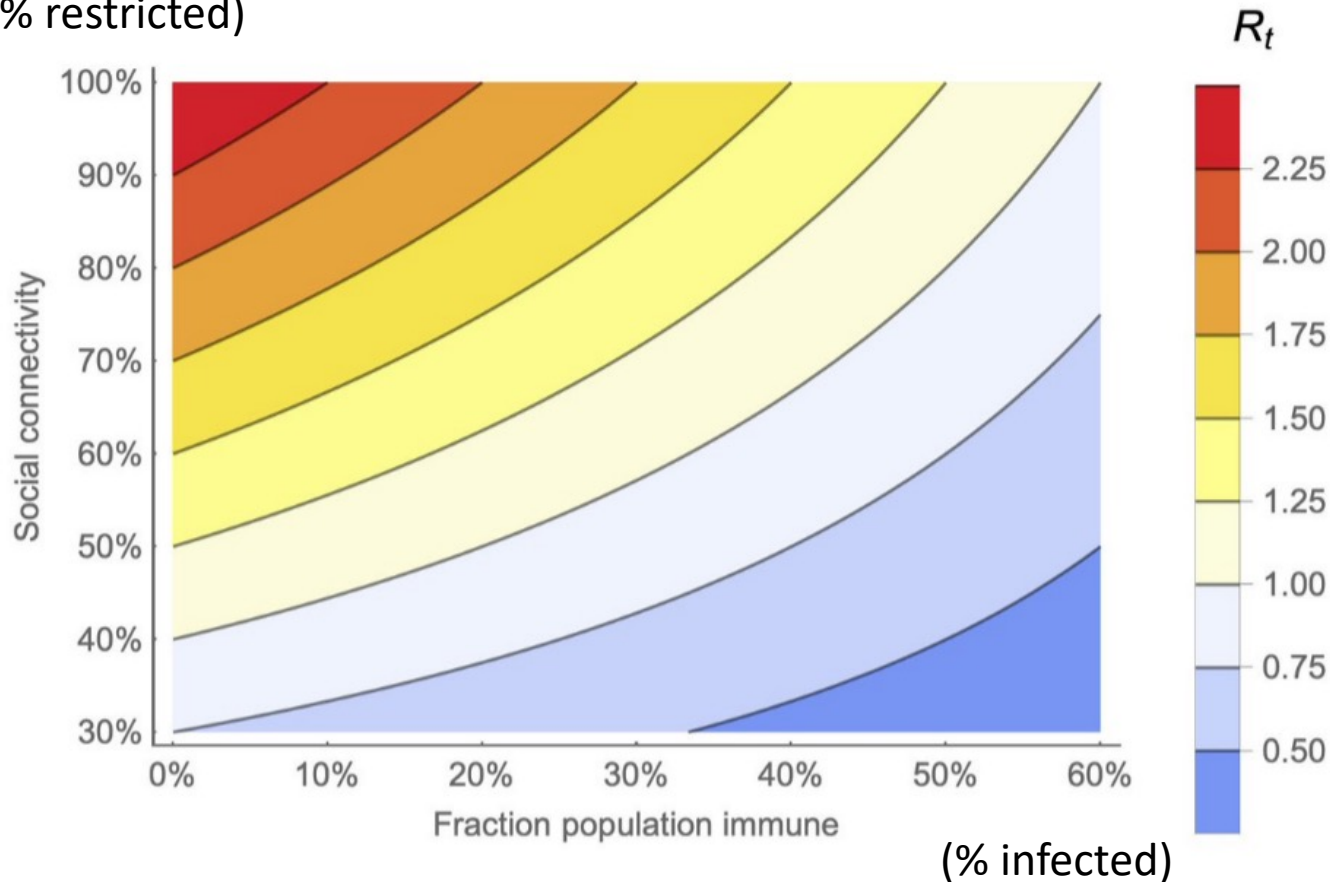 % restricted)
R_t
100%
90%
80%
70%
60%
50%
40%
30%
Social connectivity
0% 10% 20% 30% 40% 50% 60%
Fraction population immune
(% infected)
2.25
2.00
1.75
1.50
1.25
1.00
0.75
0.50